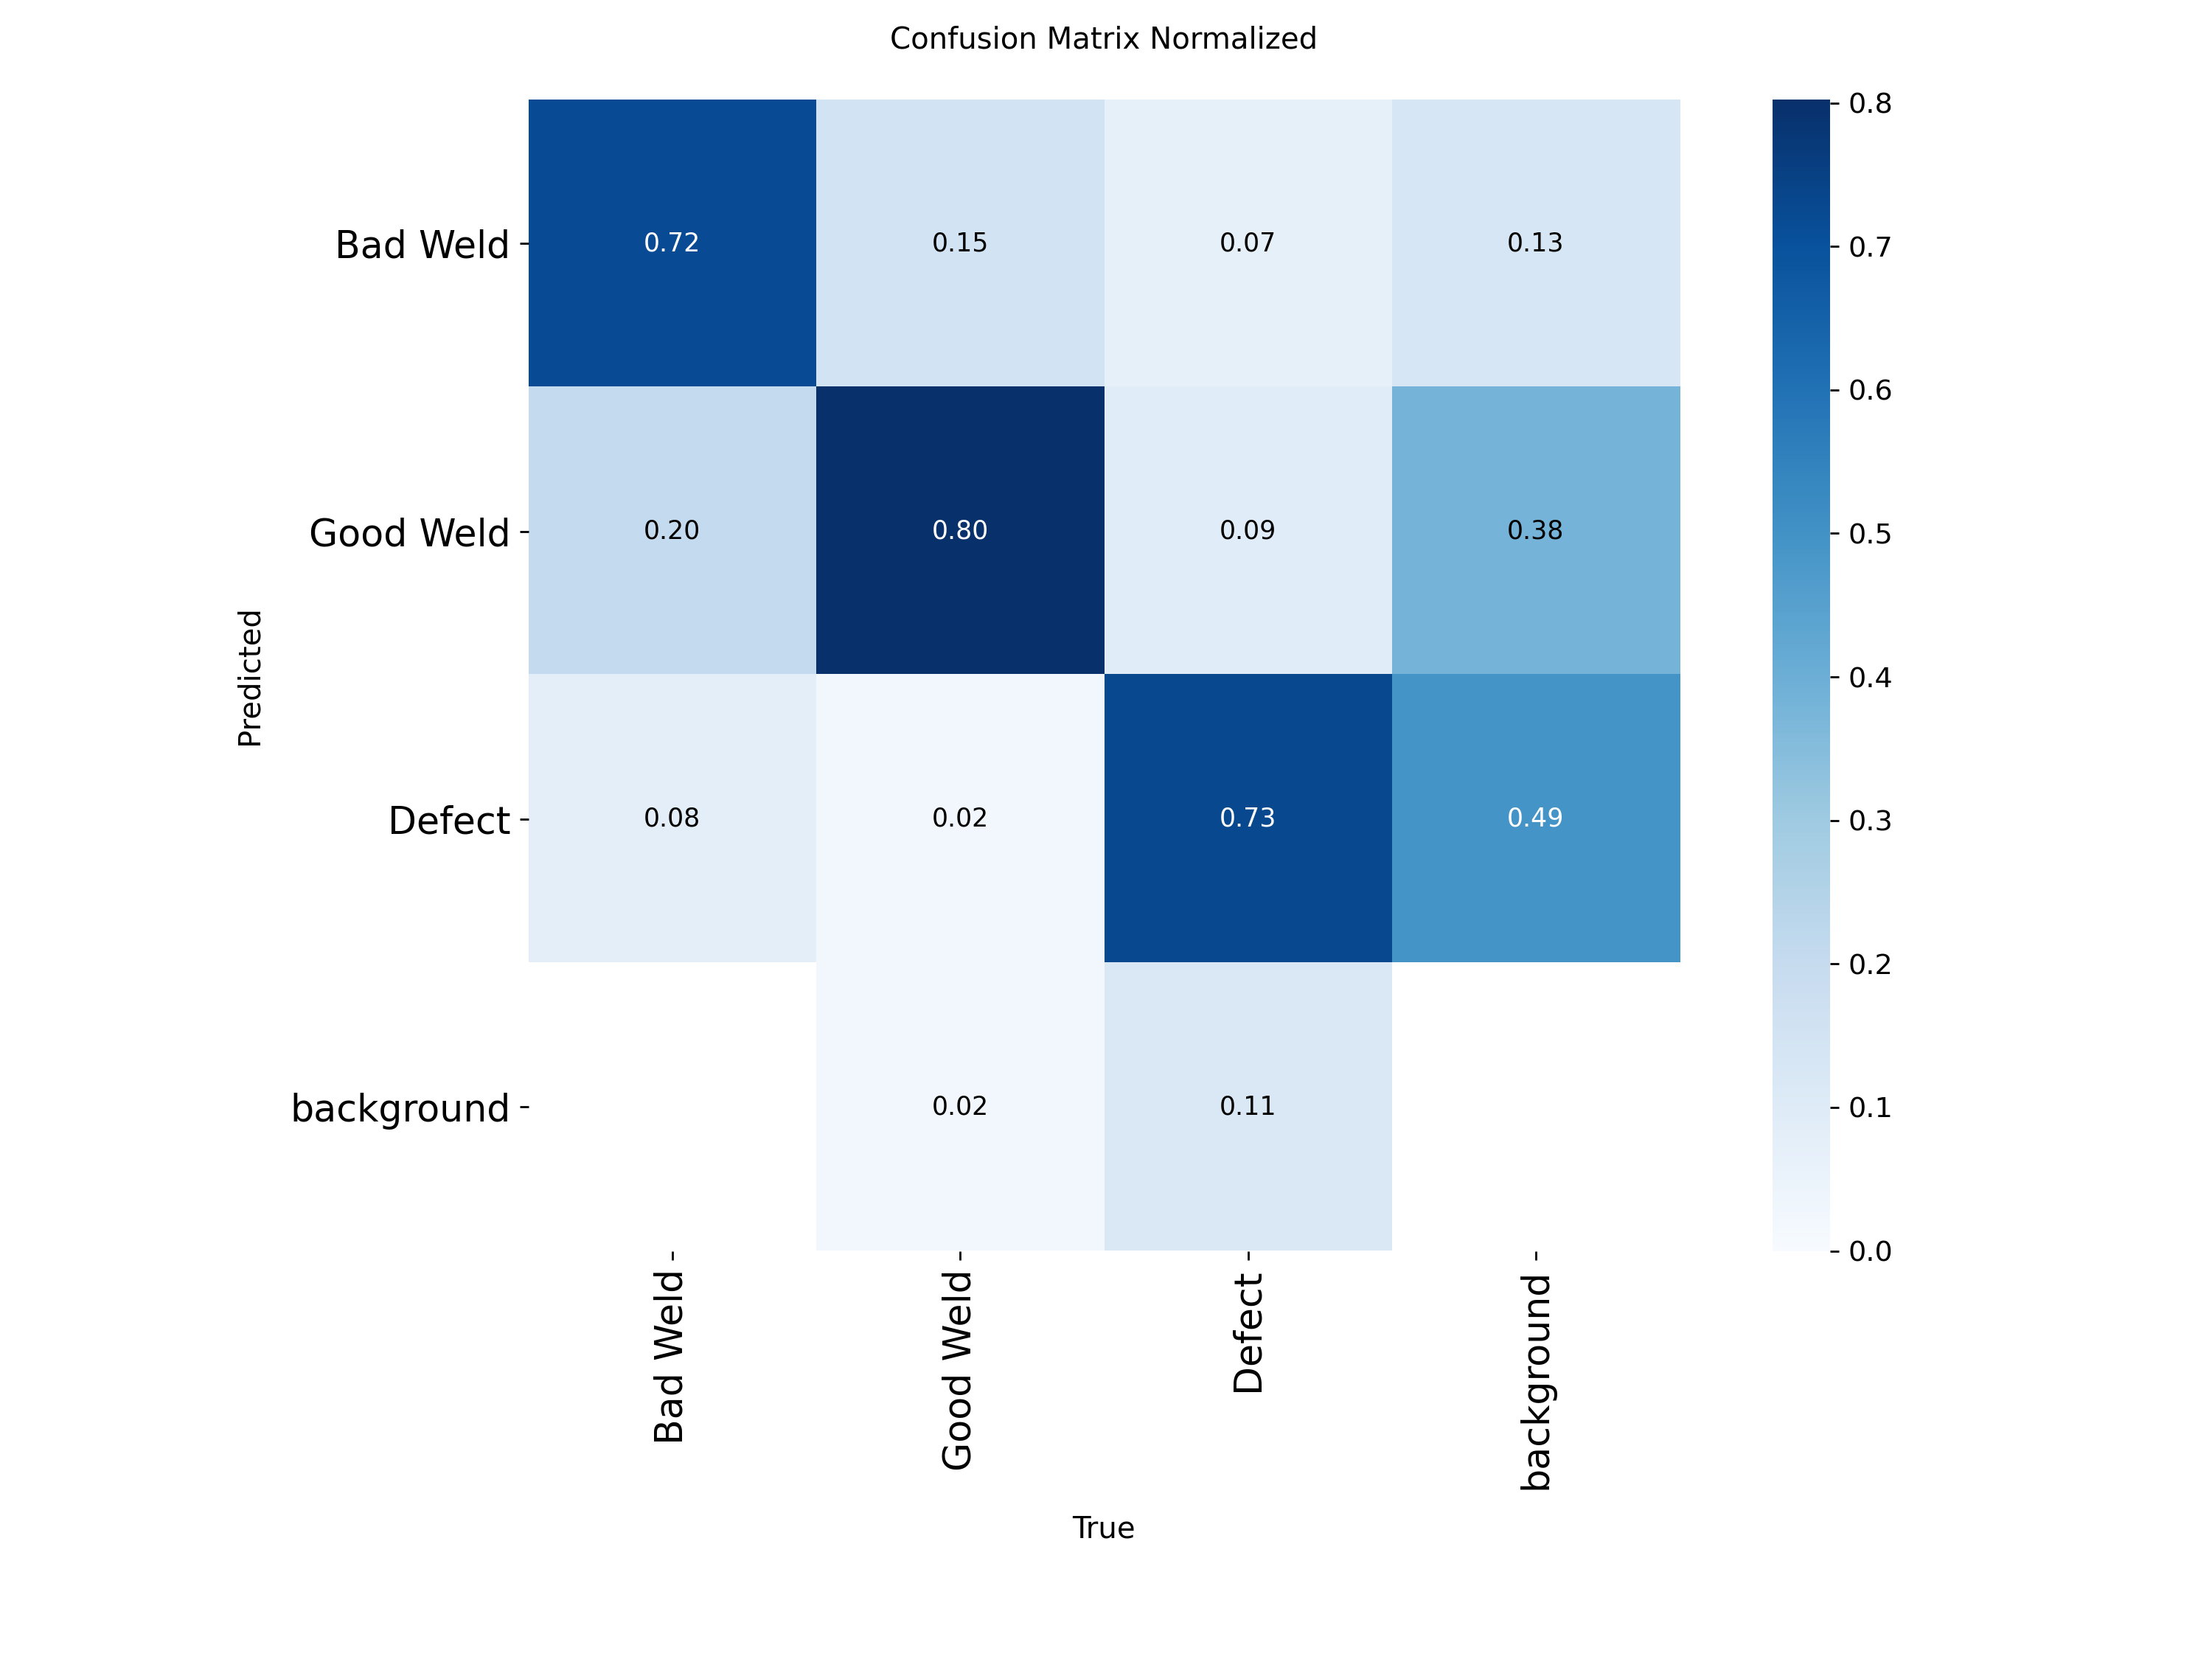 Confusion Matrix Normalized
Bad Weld 0.72 0.15 0.07 0.13
Good Weld 0.20 0.80 0.09 0.38
Defect 0.08 0.02 0.73 0.49
background 0.02 0.11
Predicted
Bad Weld Good Weld Defect background
True
0.8
0.7
0.6
0.5
0.4
0.3
0.2
0.1
0.0